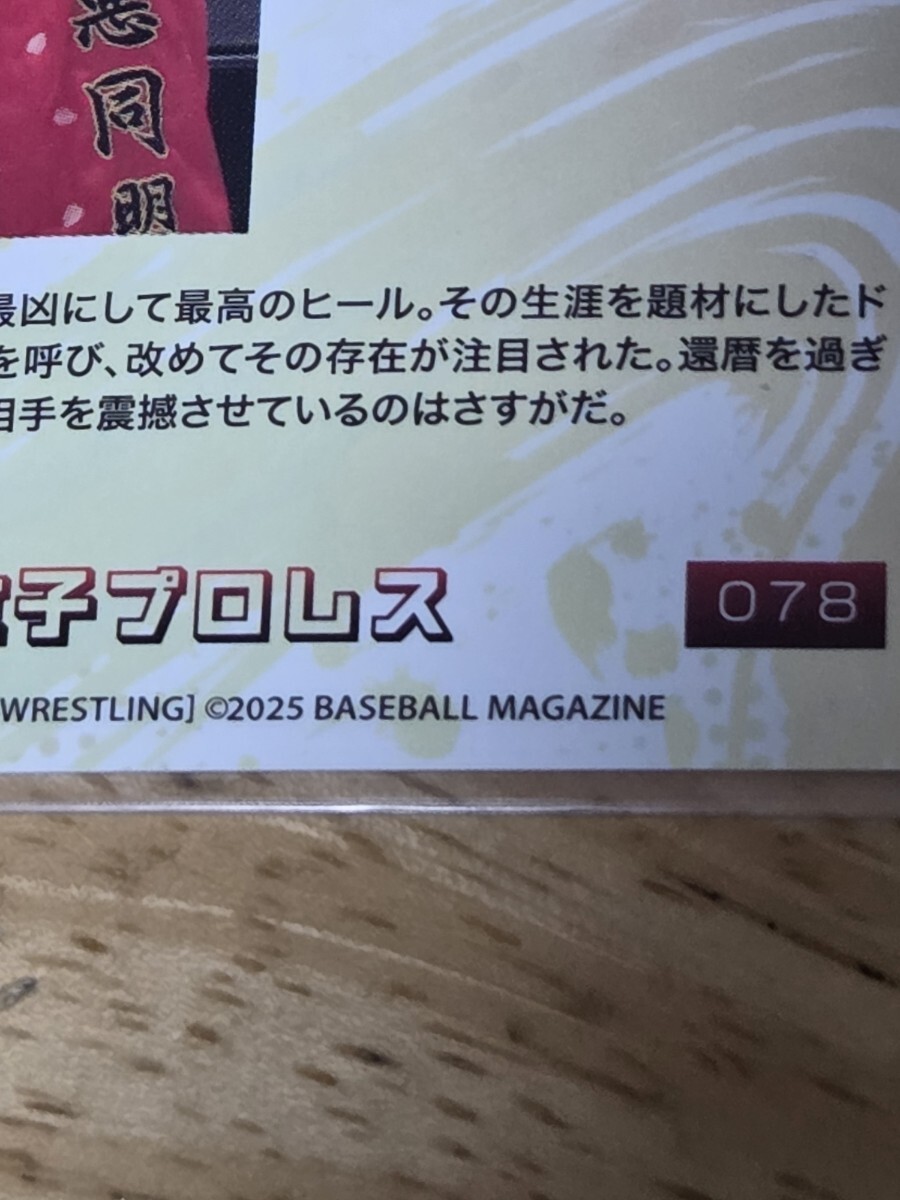 悪同盟
最凶にして最高のヒール。その生涯を題材にしたド
を呼び、改めてその存在が注目された。還暦を過ぎ
相手を震撼させているのはさすがだ。
女子プロレス
078
WRESTLING] ©2025 BASEBALL MAGAZINE